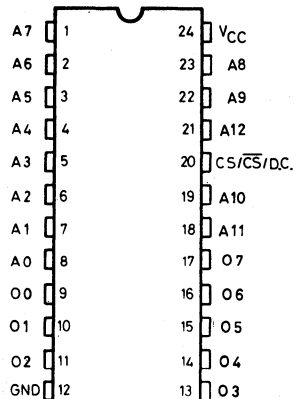 A7 1 24 VCC
A6 2 23 A8
A5 3 22 A9
A4 4 21 A12
A3 5 20 CS/C̅S̅/D.C.
A2 6 19 A10
A1 7 18 A11
A0 8 17 O7
O0 9 16 O6
O1 10 15 O5
O2 11 14 O4
GND 12 13 O3